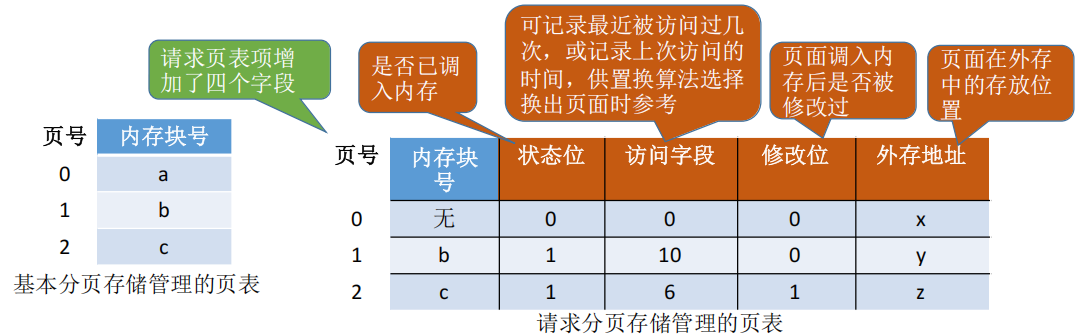 请求页表项增
加了四个字段
是否已调
入内存
可记录最近被访问过几
次，或记录上次访问的
时间，供置换算法选择
换出页面时参考
页面调入内
存后是否被
修改过
页面在外存
中的存放位
置
页号 内存块号
0 a
1 b
2 c
基本分页存储管理的页表
页号 内存块
号 状态位 访问字段 修改位 外存地址
0 无 0 0 0 x
1 b 1 10 0 y
2 c 1 6 1 z
请求分页存储管理的页表